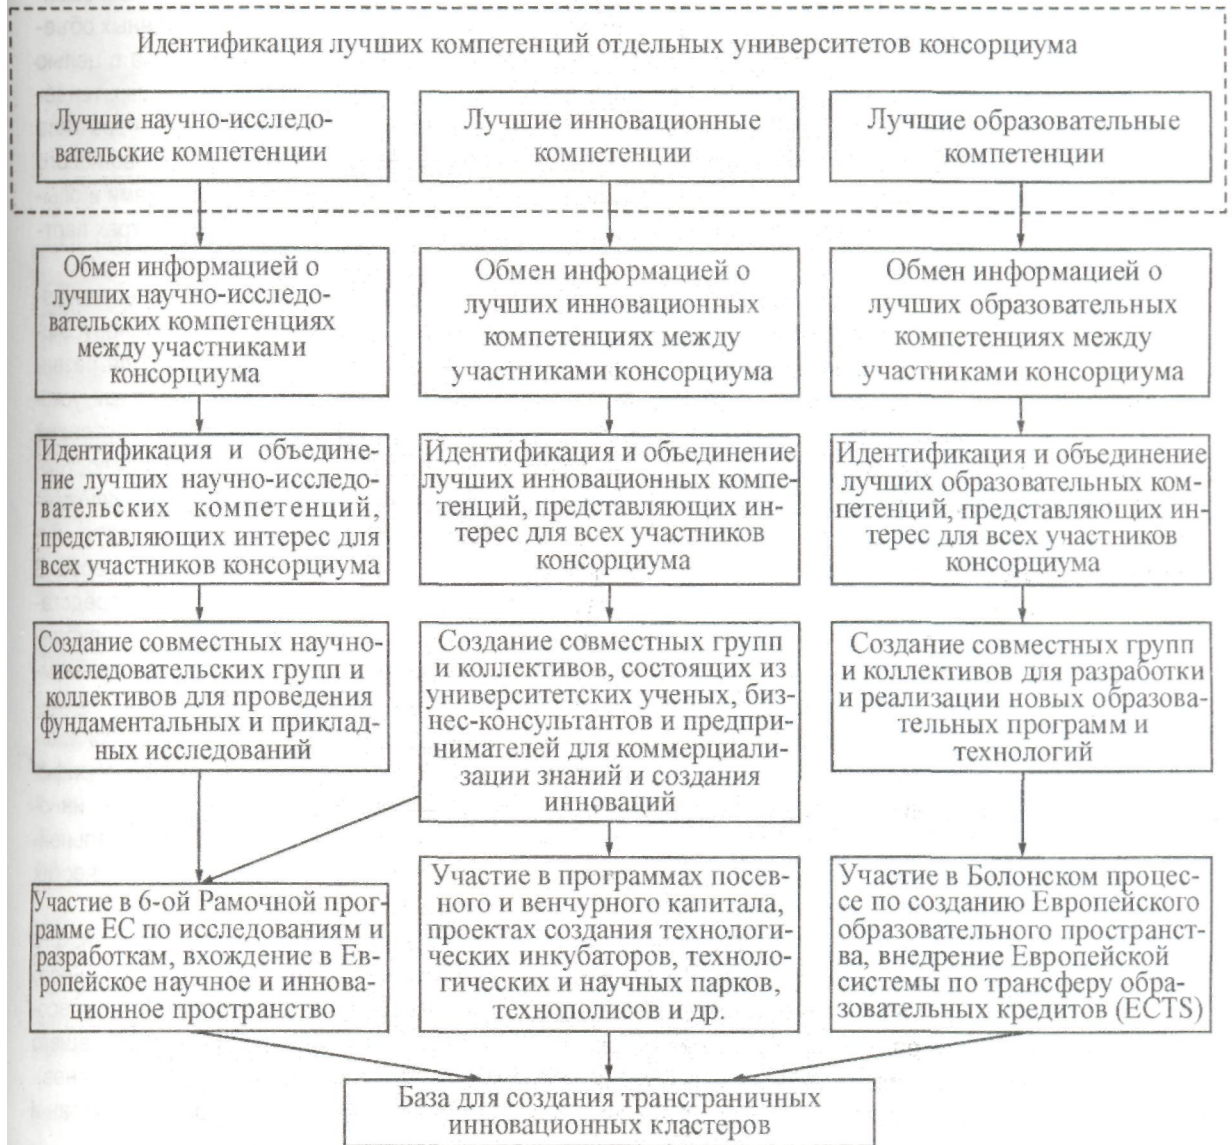 Идентификация лучших компетенций отдельных университетов консорциума
Лучшие научно-исследо-
вательские компетенции
Лучшие инновационные
компетенции
Лучшие образовательные
компетенции
Обмен информацией о
лучших научно-исследо-
вательских компетенциях
между участниками
консорциума
Обмен информацией о
лучших инновационных
компетенциях между
участниками консорциума
Обмен информацией о
лучших образовательных
компетенциях между
участниками консорциума
Идентификация и объедине-
ние лучших научно-исследо-
вательских компетенций,
представляющих интерес для
всех участников консорциума
Идентификация и объединение
лучших инновационных компе-
тенций, представляющих ин-
терес для всех участников
консорциума
Идентификация и объединение
лучших образовательных ком-
петенций, представляющих ин-
терес для всех участников
консорциума
Создание совместных научно-
исследовательских групп и
коллективов для проведения
фундаментальных и приклад-
ных исследований
Создание совместных групп
и коллективов, состоящих из
университетских ученых, биз-
нес-консультантов и предпри-
нимателей для коммерциали-
зации знаний и создания
инноваций
Создание совместных групп
и коллективов для разработки
и реализации новых образова-
тельных программ и
технологий
Участие в 6-ой Рамочной про-
грамме ЕС по исследованиям и
разработкам, вхождение в Ев-
ропейское научное и иннова-
ционное пространство
Участие в программах посев-
ного и венчурного капитала,
проектах создания технологи-
ческих инкубаторов, техноло-
гических и научных парков,
технополисов и др.
Участие в Болонском процес-
се по созданию Европейского
образовательного пространст-
ва, внедрение Европейской
системы по трансферу обра-
зовательных кредитов (ECTS)
База для создания трансграничных
инновационных кластеров